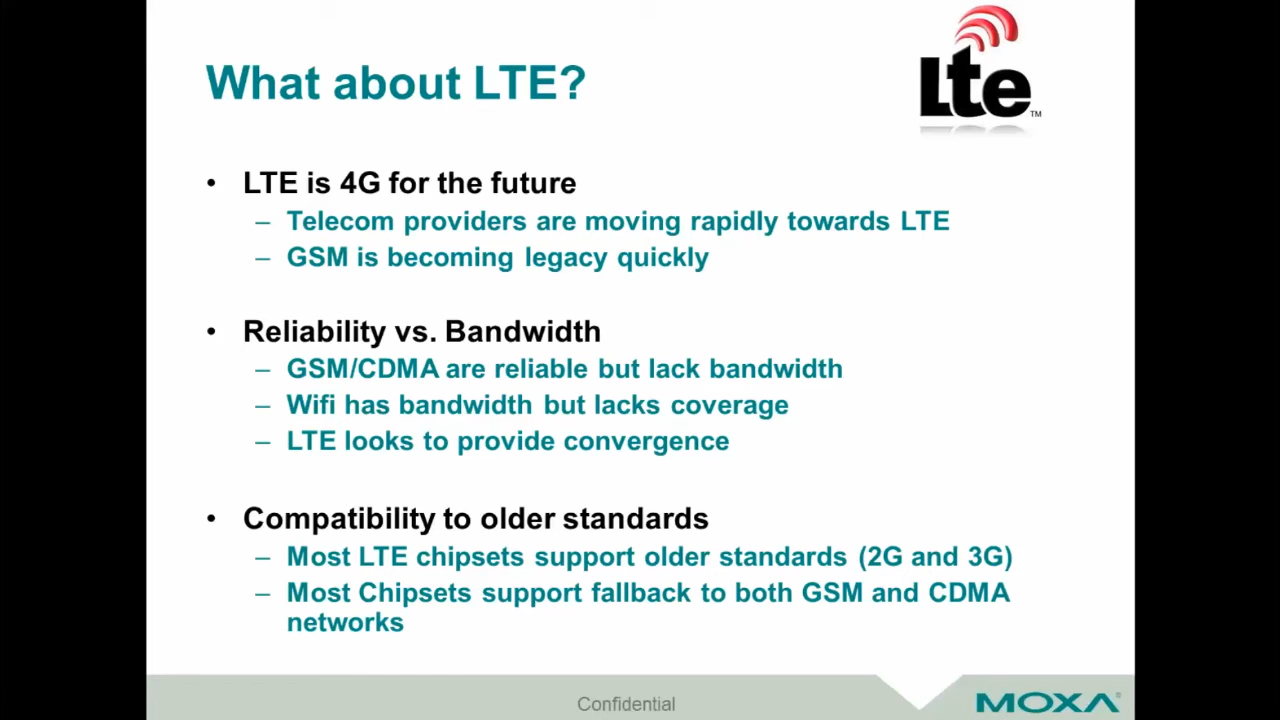 What about LTE?
Lte
TM
• LTE is 4G for the future
– Telecom providers are moving rapidly towards LTE
– GSM is becoming legacy quickly
• Reliability vs. Bandwidth
– GSM/CDMA are reliable but lack bandwidth
– Wifi has bandwidth but lacks coverage
– LTE looks to provide convergence
• Compatibility to older standards
– Most LTE chipsets support older standards (2G and 3G)
– Most Chipsets support fallback to both GSM and CDMA
networks
Confidential
MOXA®